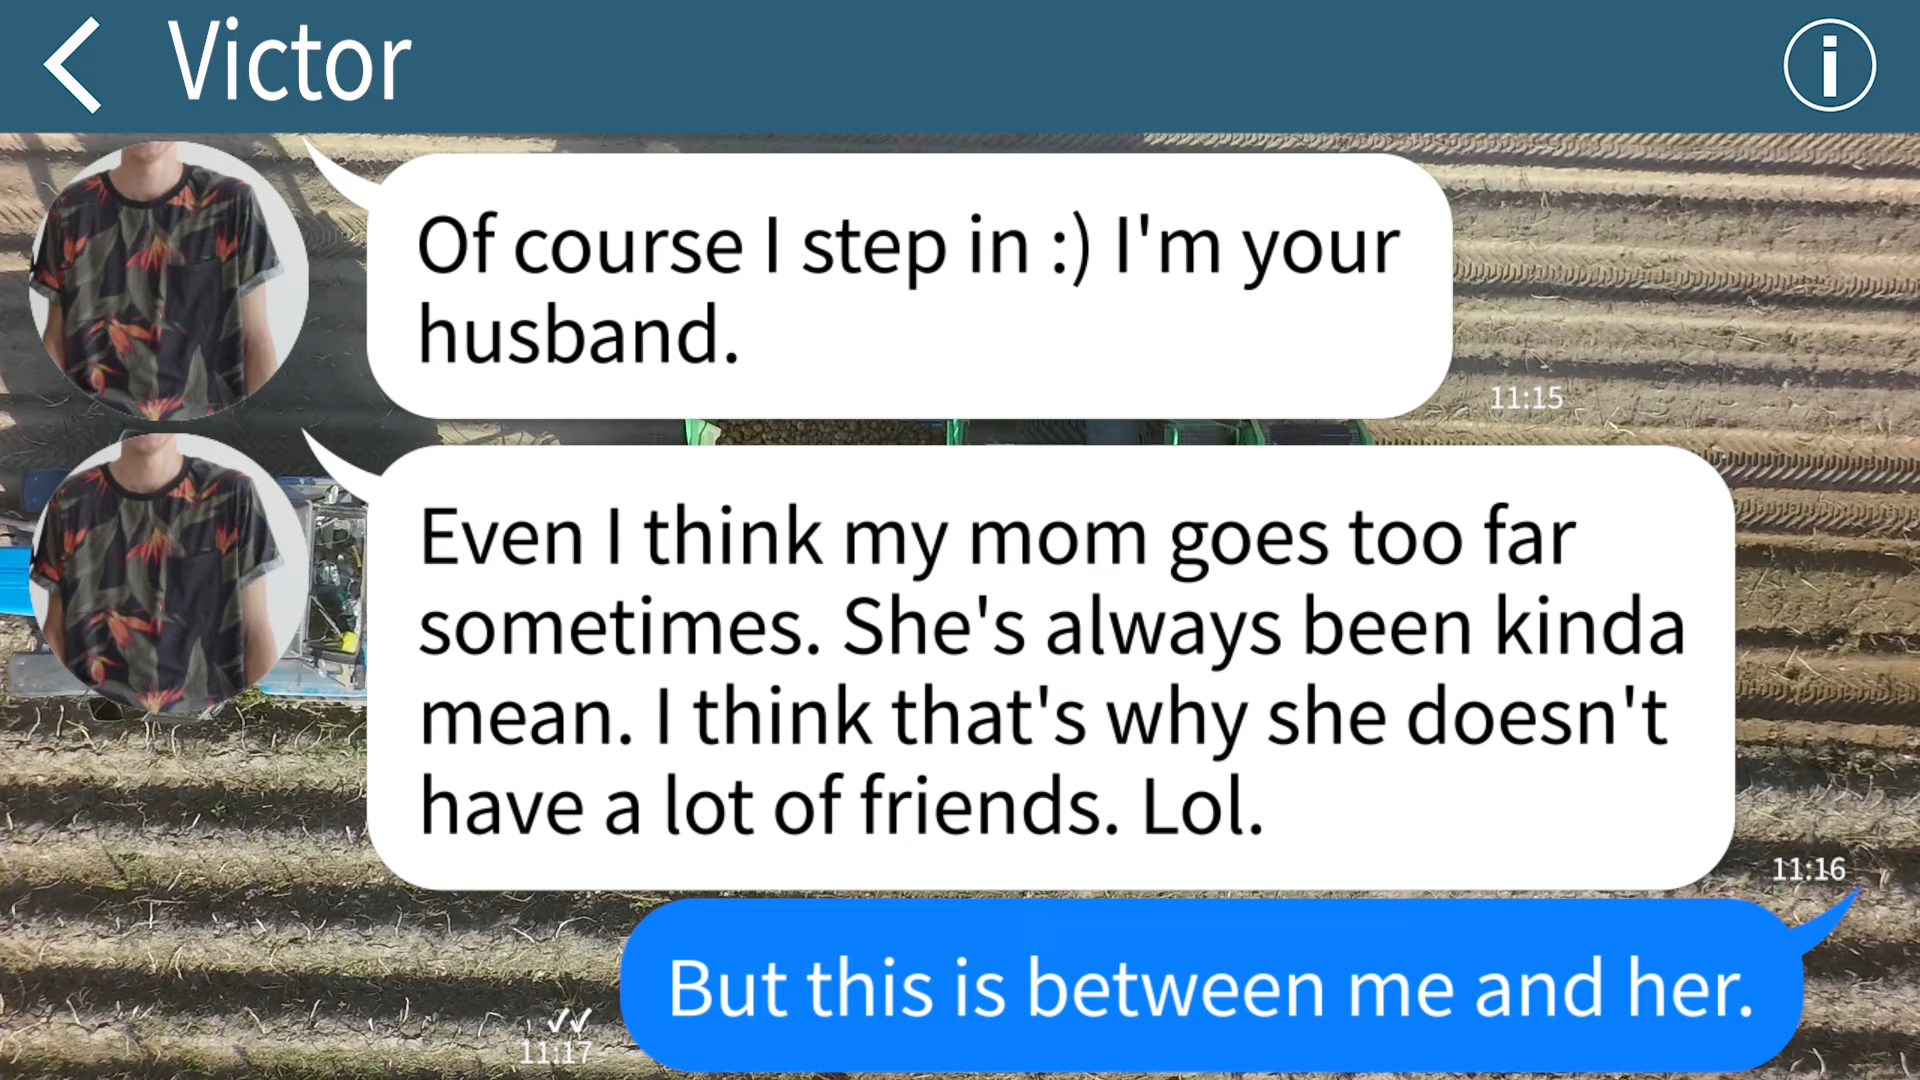 Victor
Of course I step in :) I'm your
husband.
11:15
Even I think my mom goes too far
sometimes. She's always been kinda
mean. I think that's why she doesn't
have a lot of friends. Lol.
11:16
But this is between me and her.
11:17